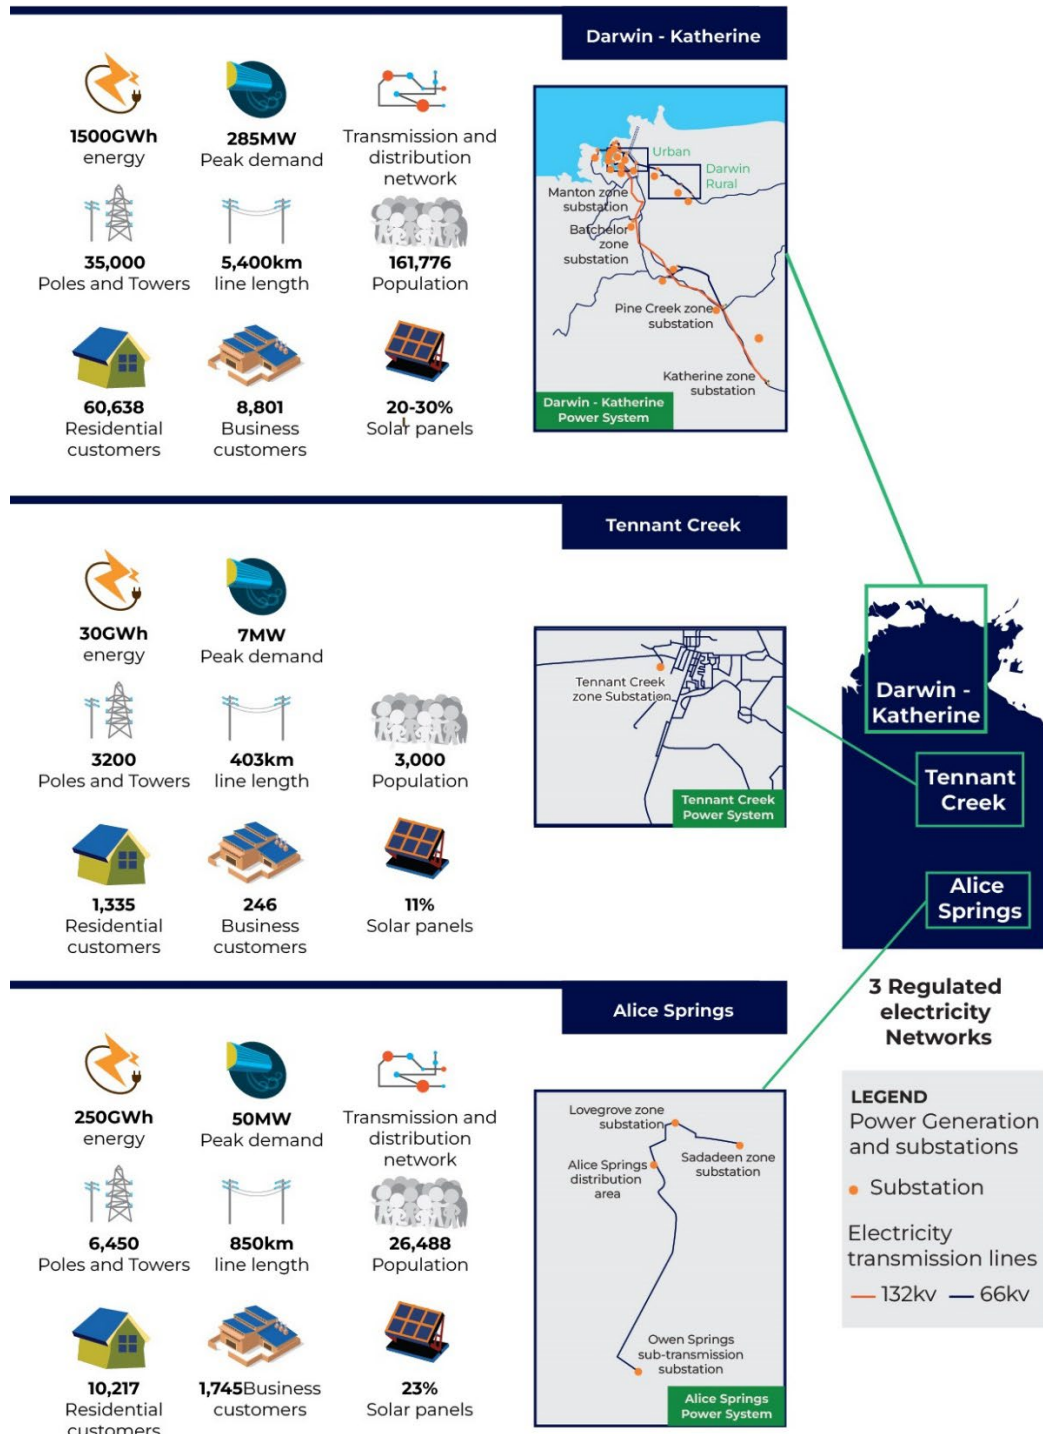 Darwin - Katherine
1500GWh
energy
285MW
Peak demand
Transmission and
distribution
network
35,000
Poles and Towers
5,400km
line length
161,776
Population
60,638
Residential
customers
8,801
Business
customers
20-30%
Solar panels
Urban
Darwin
Rural
Manton zone
substation
Batchelor
zone
substation
Pine Creek zone
substation
Katherine zone
substation
Darwin - Katherine
Power System
Tennant Creek
30GWh
energy
7MW
Peak demand
3200
Poles and Towers
403km
line length
3,000
Population
1,335
Residential
customers
246
Business
customers
11%
Solar panels
Tennant Creek
zone Substation
Tennant Creek
Power System
Darwin -
Katherine
Tennant
Creek
Alice
Springs
3 Regulated
electricity
Networks
Alice Springs
250GWh
energy
50MW
Peak demand
Transmission and
distribution
network
6,450
Poles and Towers
850km
line length
26,488
Population
10,217
Residential
customers
1,745Business
customers
23%
Solar panels
Lovegrove zone
substation
Sadadeen zone
substation
Alice Springs
distribution
area
Owen Springs
sub-transmission
substation
Alice Springs
Power System
LEGEND
Power Generation
and substations
Substation
Electricity
transmission lines
132kv 66kv